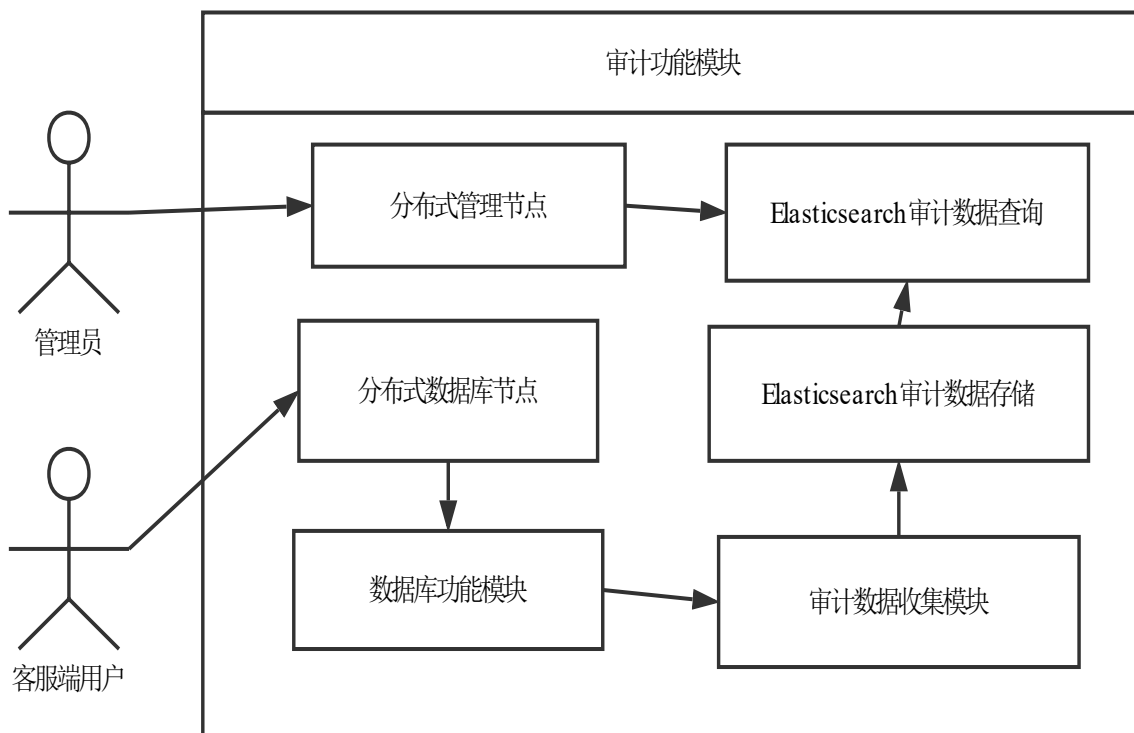 审计功能模块
分布式管理节点
Elasticsearch审计数据查询
管理员
分布式数据库节点
Elasticsearch审计数据存储
数据库功能模块
审计数据收集模块
客服端用户